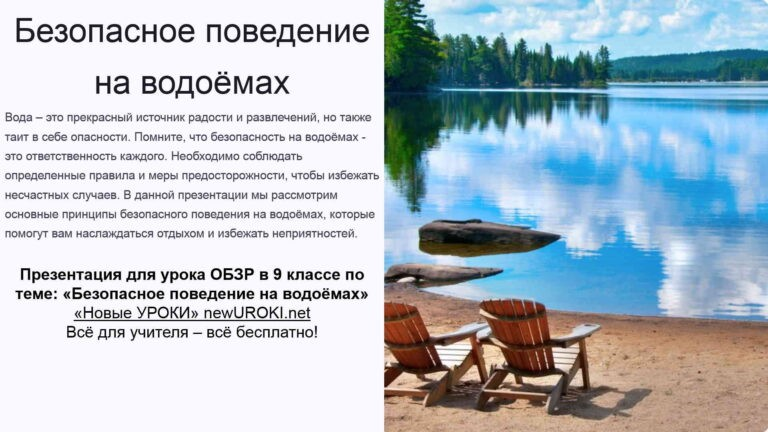 Безопасное поведение
на водоёмах
Вода – это прекрасный источник радости и развлечений, но также
таит в себе опасности. Помните, что безопасность на водоёмах -
это ответственность каждого. Необходимо соблюдать
определенные правила и меры предосторожности, чтобы избежать
несчастных случаев. В данной презентации мы рассмотрим
основные принципы безопасного поведения на водоёмах, которые
помогут вам наслаждаться отдыхом и избежать неприятностей.
Презентация для урока ОБЗР в 9 классе по
теме: «Безопасное поведение на водоёмах»
«Новые УРОКИ» newUROKI.net
Всё для учителя – всё бесплатно!